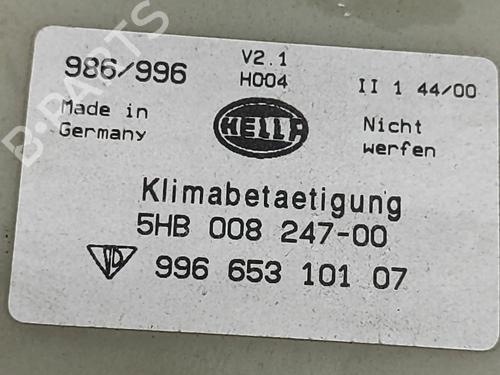 986/996
V2.1
H004
II 1 44/00
Made in
Germany
HELLA
Nicht
werfen
Klimabetaetigung
5HB 008 247-00
996 653 101 07
B-PARTS